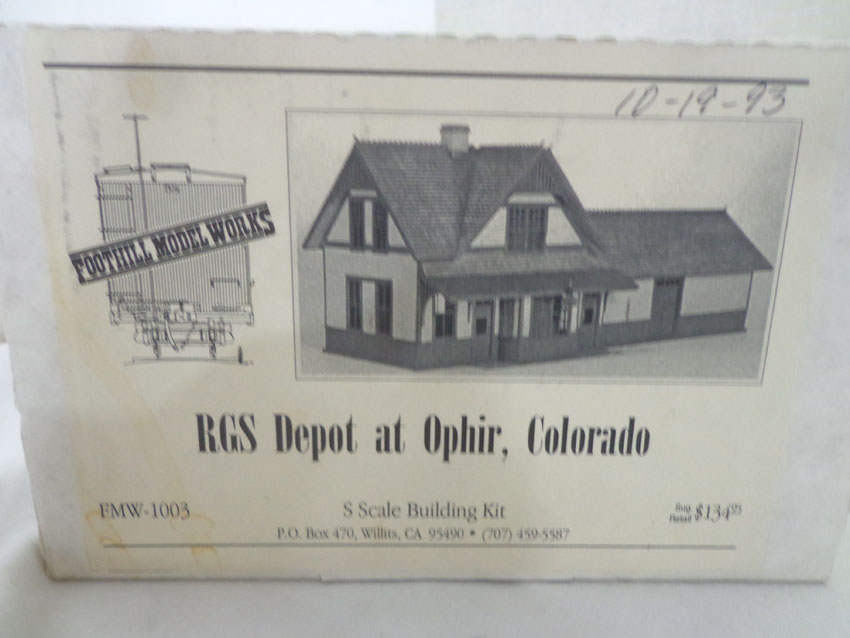 10-19-93
FOOTHILL MODEL WORKS
RGS Depot at Ophir, Colorado
FMW-1003
S Scale Building Kit
Sug. Retail $134.95
P.O. Box 470, Willits, CA 95490 • (707) 459-5587